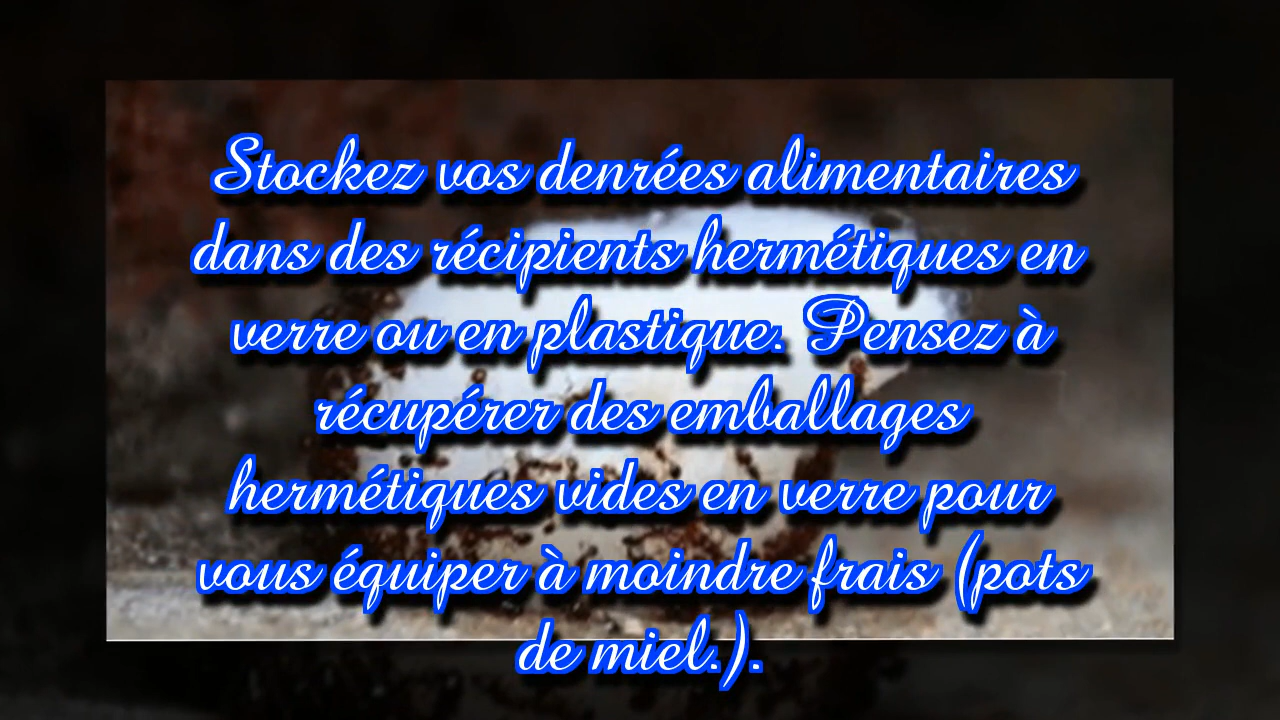 Stockez vos denrées alimentaires
dans des récipients hermétiques en
verre ou en plastique. Pensez à
récupérer des emballages
hermétiques vides en verre pour
vous équiper à moindre frais (pots
de miel.).